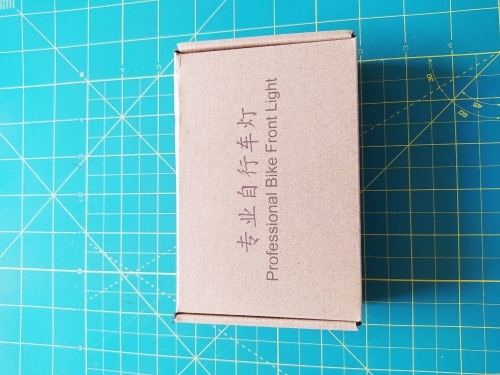 专业自行车灯
Professional Bike Front Light